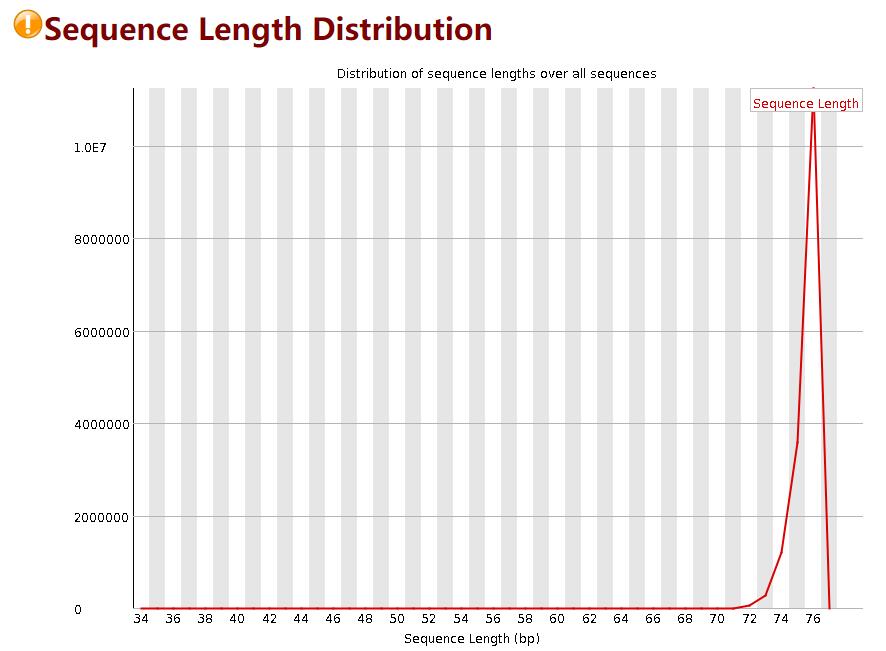 Sequence Length Distribution
Distribution of sequence lengths over all sequences
Sequence Length
1.0E7
8000000
6000000
4000000
2000000
0
34 36 38 40 42 44 46 48 50 52 54 56 58 60 62 64 66 68 70 72 74 76
Sequence Length (bp)